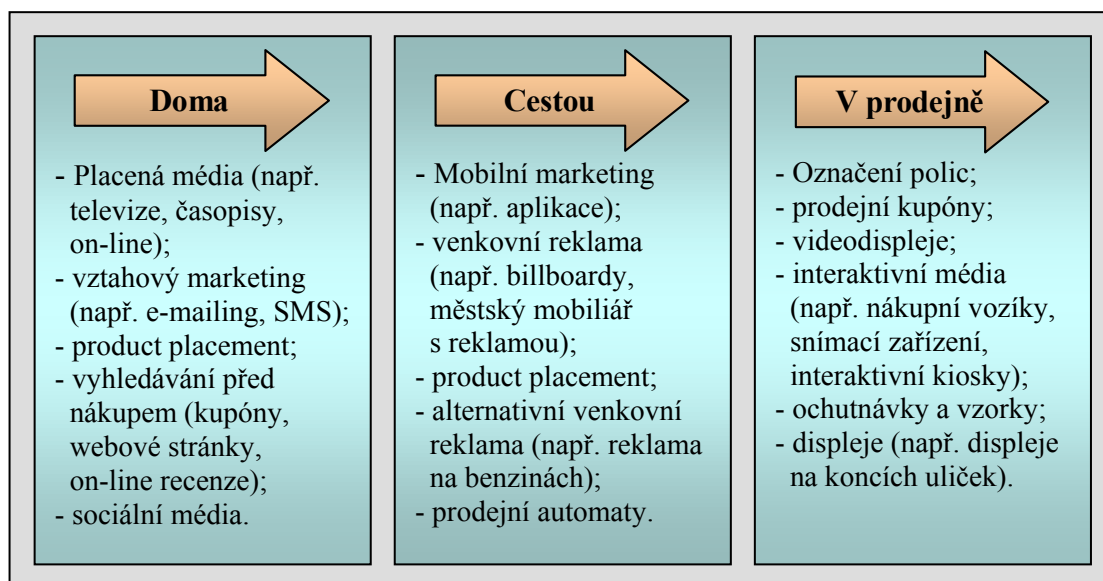 Doma
- Placená média (např.
televize, časopisy,
on-line);
- vztahový marketing
(např. e-mailing, SMS);
- product placement;
- vyhledávání před
nákupem (kupóny,
webové stránky,
on-line recenze);
- sociální média.
Cestou
- Mobilní marketing
(např. aplikace);
- venkovní reklama
(např. billboardy,
městský mobiliář
s reklamou);
- product placement;
- alternativní venkovní
reklama (např. reklama
na benzinách);
- prodejní automaty.
V prodejně
- Označení polic;
- prodejní kupóny;
- videodispleje;
- interaktivní média
(např. nákupní vozíky,
snímací zařízení,
interaktivní kiosky);
- ochutnávky a vzorky;
- displeje (např. displeje
na koncích uliček).